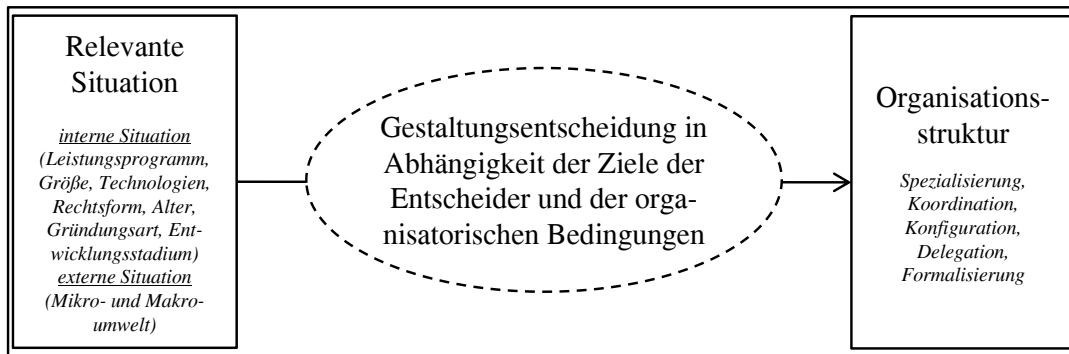 Relevante
Situation
interne Situation
(Leistungsprogramm,
Größe, Technologien,
Rechtsform, Alter,
Gründungsart, Ent-
wicklungsstadium)
externe Situation
(Mikro- und Makro-
umwelt)
Gestaltungsentscheidung in
Abhängigkeit der Ziele der
Entscheider und der orga-
nisatorischen Bedingungen
Organisations-
struktur
Spezialisierung,
Koordination,
Konfiguration,
Delegation,
Formalisierung